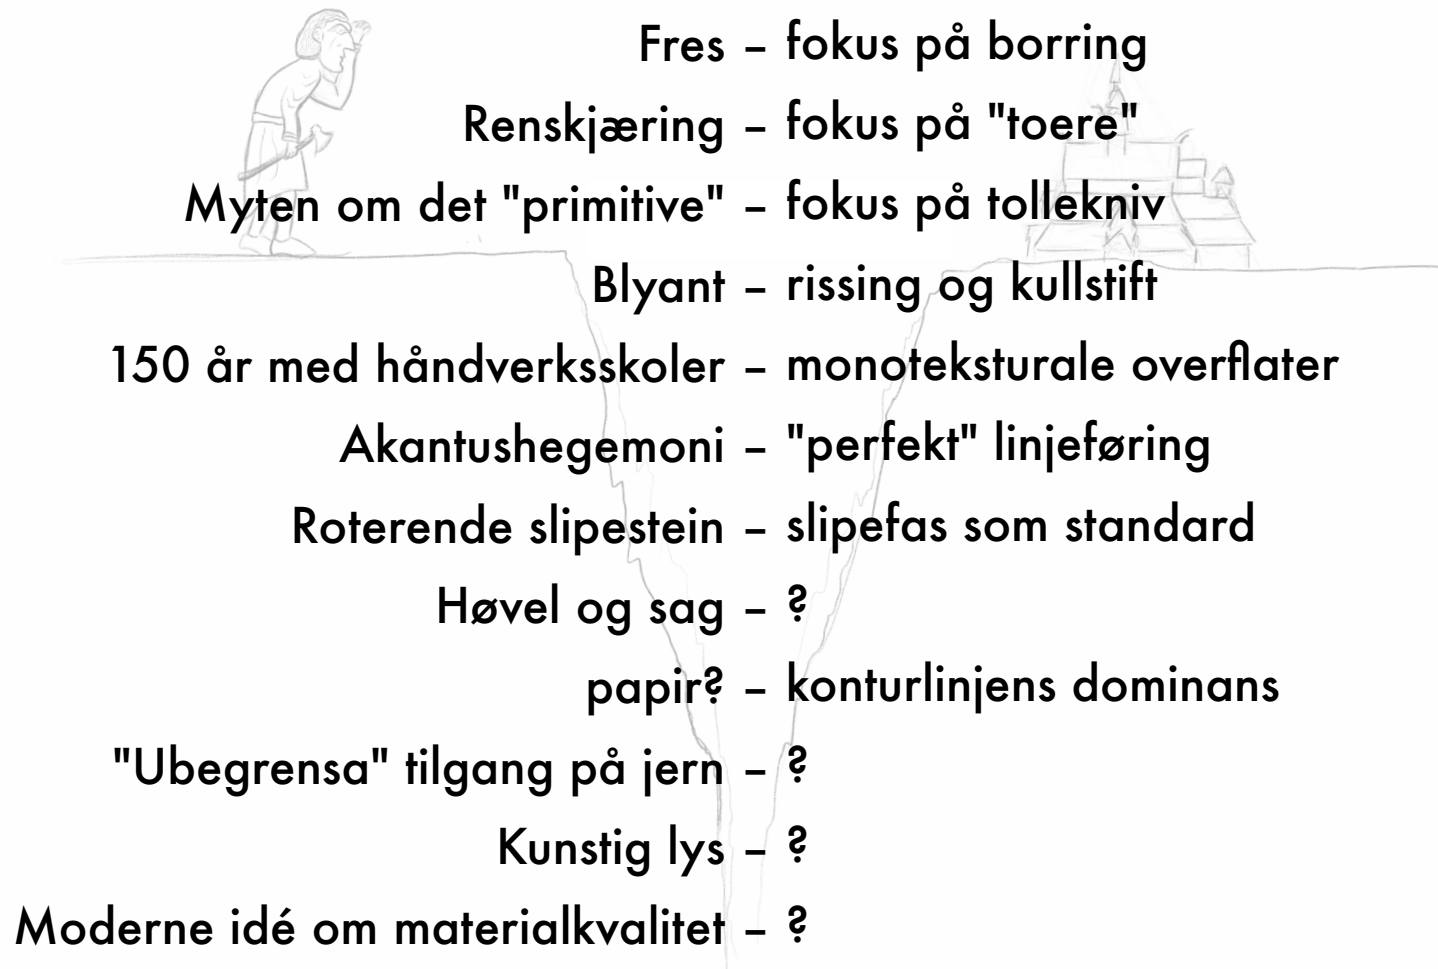 Fres – fokus på borring
Renskjæring – fokus på "toere"
Myten om det "primitive" – fokus på tollekniv
Blyant – rissing og kullstift
150 år med håndverksskoler – monoteksturale overflater
Akantushegemoni – "perfekt" linjeføring
Roterende slipestein – slipefas som standard
Høvel og sag – ?
papir? – konturlinjens dominans
"Ubegrensa" tilgang på jern – ?
Kunstig lys – ?
Moderne idé om materialkvalitet – ?